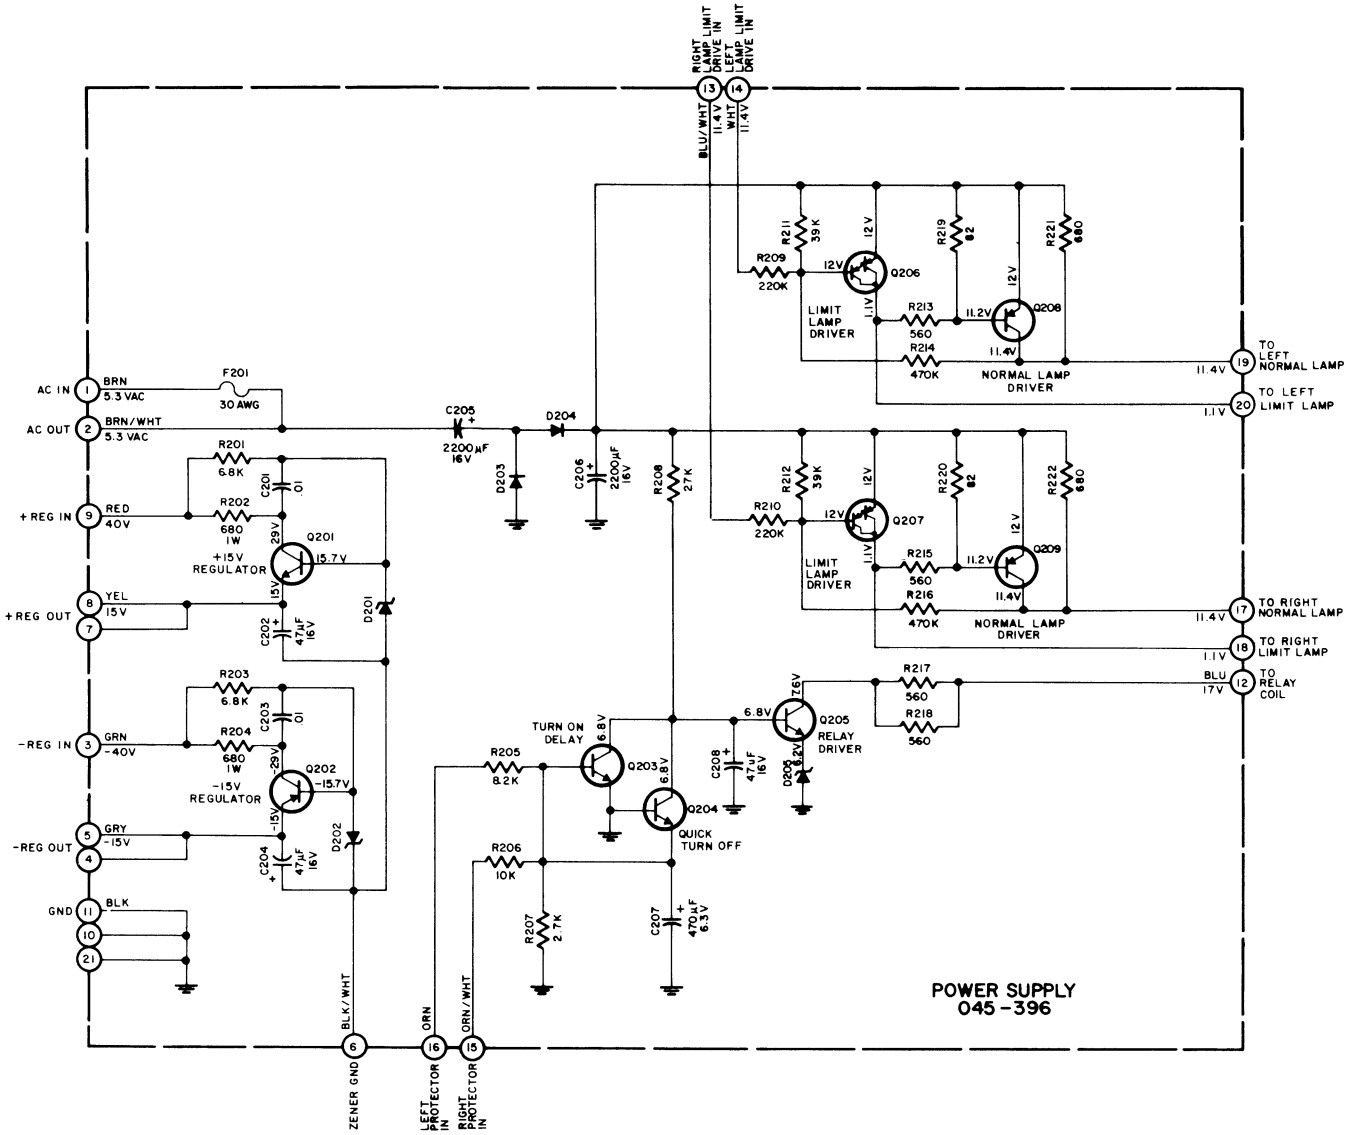 RIGHT
LAMP LIMIT
DRIVE IN
LEFT
LAMP LIMIT
DRIVE IN
13
14
BLU/WHT
11.4V
WHT
11.4V
R211
39K
12V
R219
82
12V
R221
680
R209
220K
12V
Q206
LIMIT
LAMP
DRIVER
1.1V
R213
560
11.2V
Q208
R214
470K
11.4V
NORMAL LAMP
DRIVER
11.4V
19
TO
LEFT
NORMAL LAMP
1.1V
20
TO LEFT
LIMIT LAMP
AC IN
1
BRN
5.3 VAC
F201
30 AWG
AC OUT
2
BRN/WHT
5.3 VAC
C205
+
2200µF
16V
D204
D203
C206
+
2200µF
16V
R208
27K
R212
39K
12V
R220
82
12V
R222
680
R201
6.8K
C201
.01
R202
680
1W
+REG IN
9
RED
40V
29V
Q201
15.7V
+15V
REGULATOR
15V
R210
220K
12V
Q207
LIMIT
LAMP
DRIVER
1.1V
R215
560
11.2V
Q209
R216
470K
11.4V
NORMAL LAMP
DRIVER
11.4V
17
TO RIGHT
NORMAL LAMP
1.1V
18
TO RIGHT
LIMIT LAMP
+REG OUT
8
YEL
15V
7
C202
+
47µF
16V
D201
R203
6.8K
C203
.01
R204
680
1W
-REG IN
3
GRN
-40V
-29V
Q202
-15.7V
-15V
REGULATOR
-15V
R217
560
R218
560
BLU
17V
12
TO
RELAY
COIL
7.6V
6.8V
Q205
RELAY
DRIVER
6.2V
D205
TURN ON
DELAY
6.8V
R205
8.2K
Q203
6.8V
C208
+
47µF
16V
Q204
QUICK
TURN OFF
-REG OUT
5
GRY
-15V
4
C204
+
47µF
16V
D202
R206
10K
R207
2.7K
C207
+
470µF
6.3V
GND
11
BLK
10
21
BLK/WHT
ORN
ORN/WHT
POWER SUPPLY
045-396
6
16
15
ZENER GND
LEFT
PROTECTOR
IN
RIGHT
PROTECTOR
IN